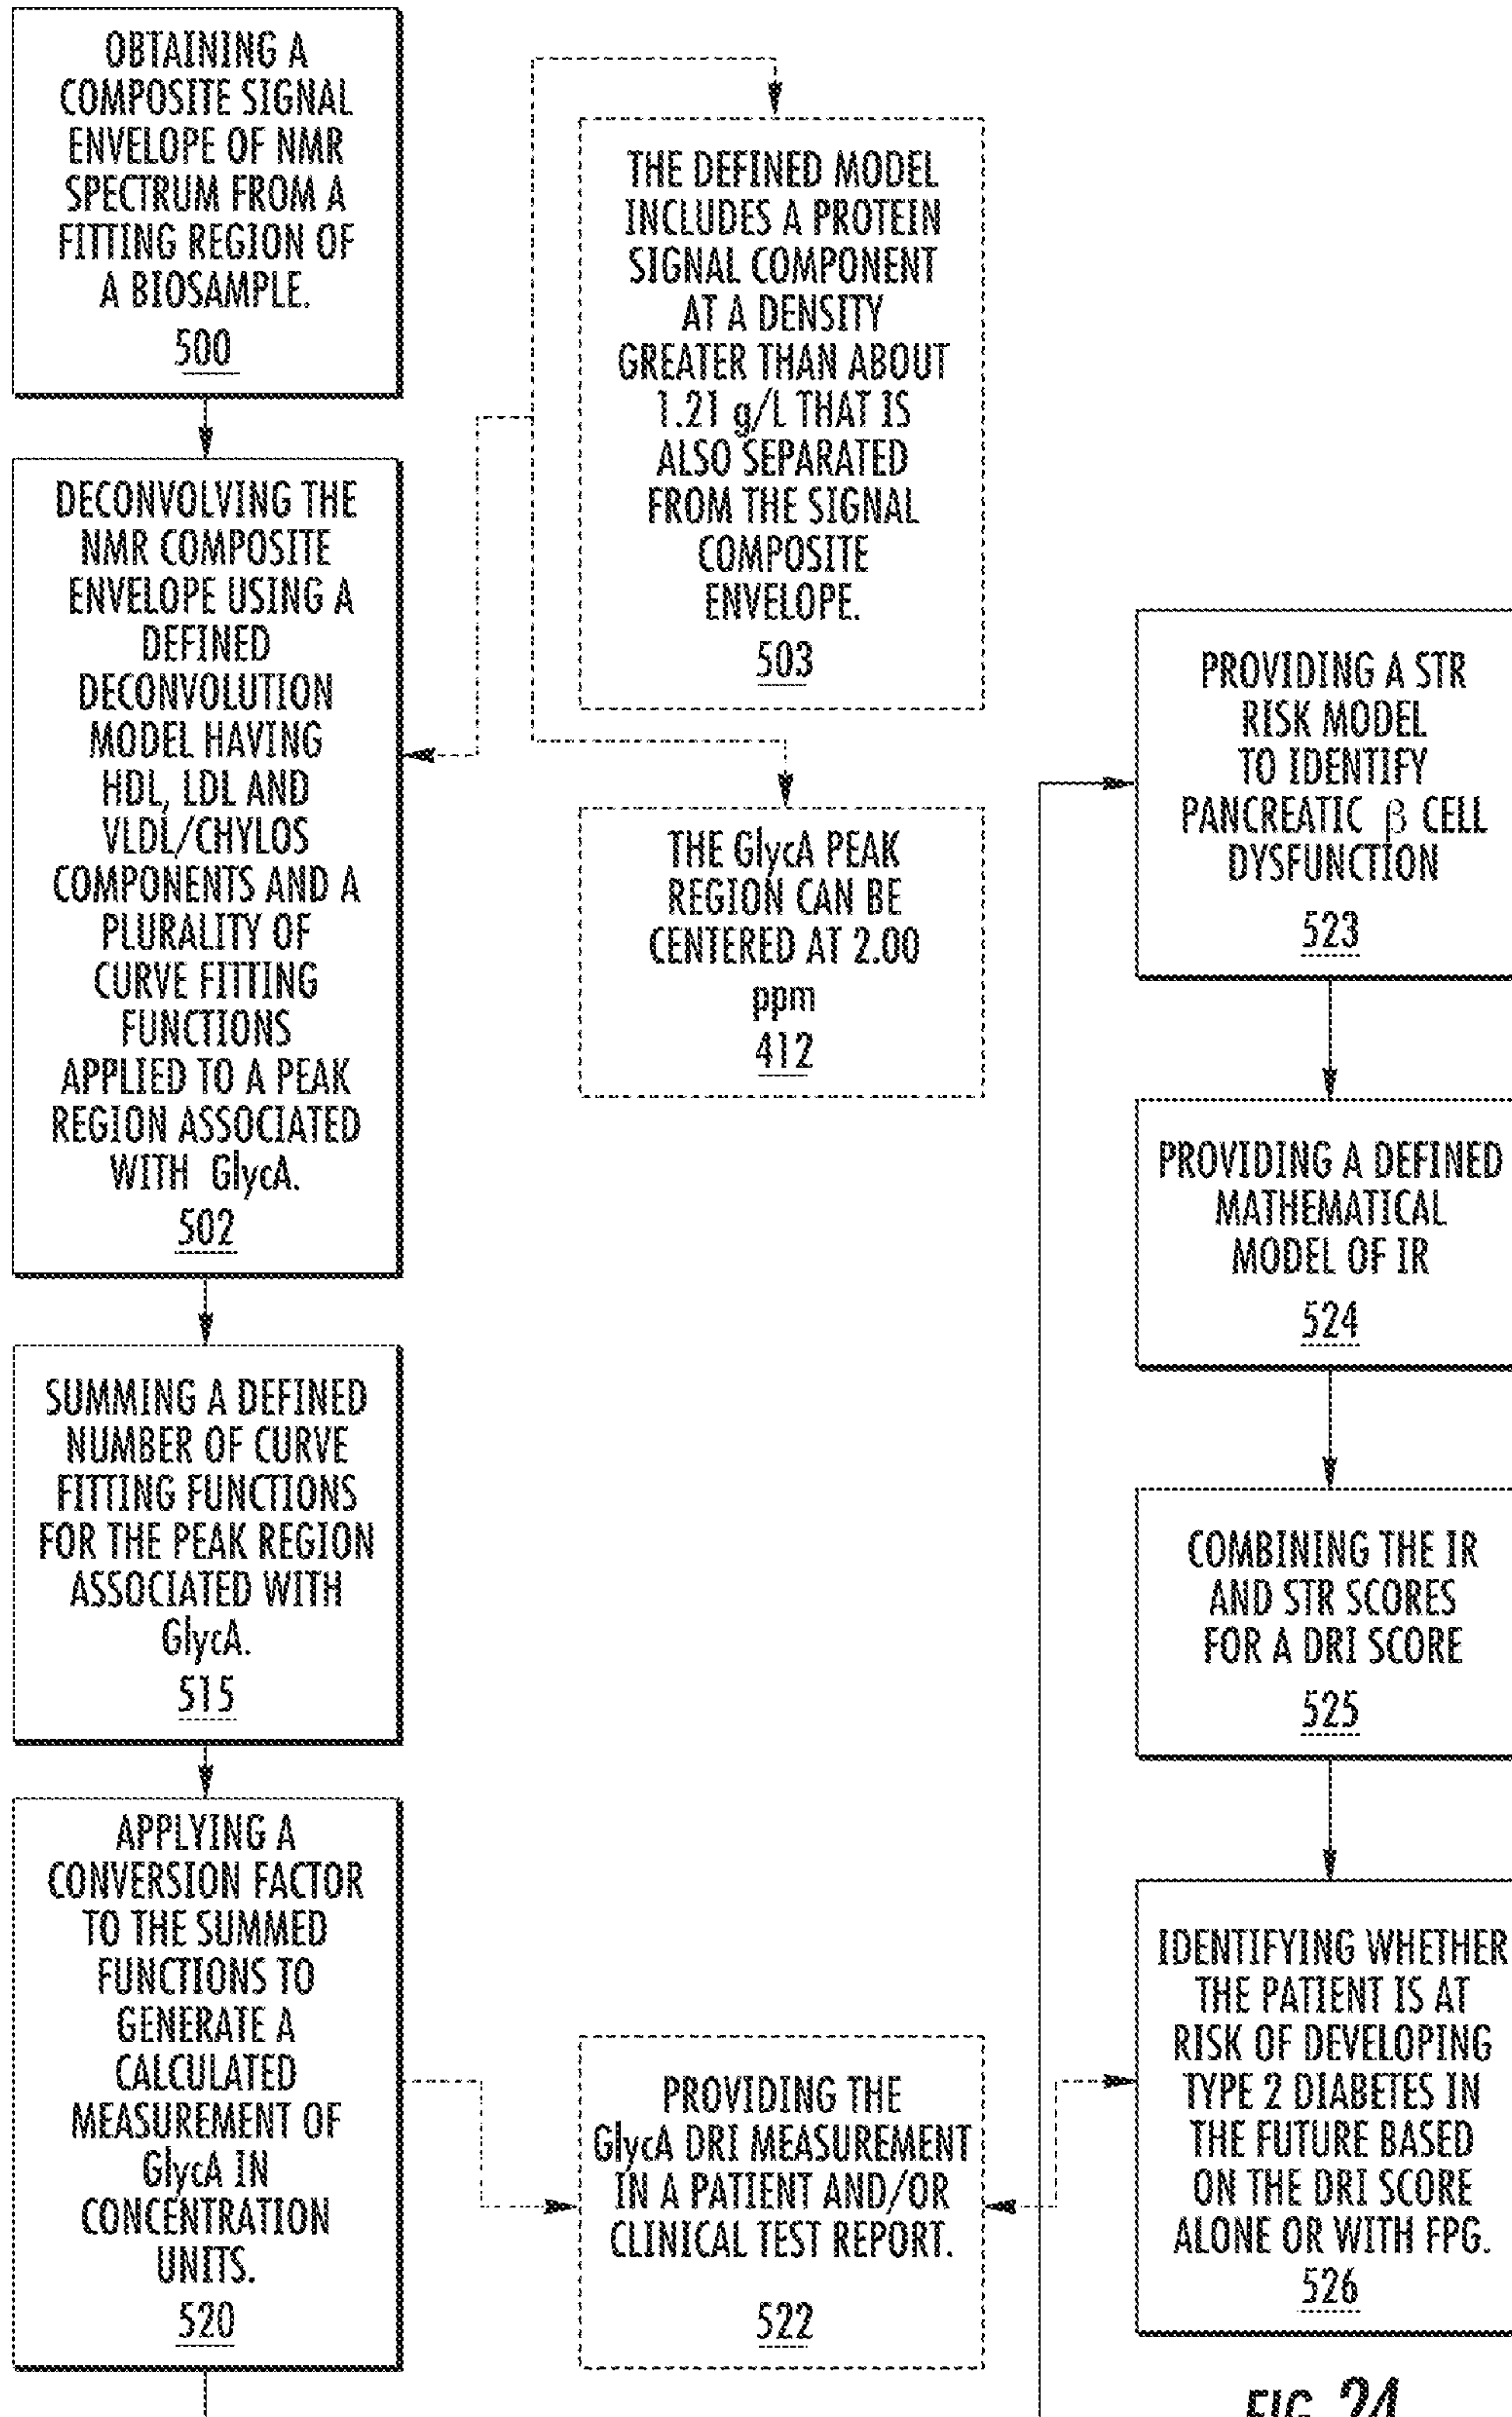 OBTAINING A
COMPOSITE SIGNAL
ENVELOPE OF NMR
SPECTRUM FROM A
FITTING REGION OF
A BIOSAMPLE.
500
DECONVOLVING THE
NMR COMPOSITE
ENVELOPE USING A
DEFINED
DECONVOLUTION
MODEL HAVING
HDL, LDL AND
VLDL/CHYLOS
COMPONENTS AND A
PLURALITY OF
CURVE FITTING
FUNCTIONS
APPLIED TO A PEAK
REGION ASSOCIATED
WITH GlycA.
502
SUMMING A DEFINED
NUMBER OF CURVE
FITTING FUNCTIONS
FOR THE PEAK REGION
ASSOCIATED WITH
GlycA.
515
APPLYING A
CONVERSION FACTOR
TO THE SUMMED
FUNCTIONS TO
GENERATE A
CALCULATED
MEASUREMENT OF
GlycA IN
CONCENTRATION
UNITS.
520
THE DEFINED MODEL
INCLUDES A PROTEIN
SIGNAL COMPONENT
AT A DENSITY
GREATER THAN ABOUT
1.21 g/L THAT IS
ALSO SEPARATED
FROM THE SIGNAL
COMPOSITE
ENVELOPE.
503
THE GlycA PEAK
REGION CAN BE
CENTERED AT 2.00
ppm
412
PROVIDING THE
GlycA DRI MEASUREMENT
IN A PATIENT AND/OR
CLINICAL TEST REPORT.
522
PROVIDING A STR
RISK MODEL
TO IDENTIFY
PANCREATIC β CELL
DYSFUNCTION
523
PROVIDING A DEFINED
MATHEMATICAL
MODEL OF IR
524
COMBINING THE IR
AND STR SCORES
FOR A DRI SCORE
525
IDENTIFYING WHETHER
THE PATIENT IS AT
RISK OF DEVELOPING
TYPE 2 DIABETES IN
THE FUTURE BASED
ON THE DRI SCORE
ALONE OR WITH FPG.
526
FIG. 24